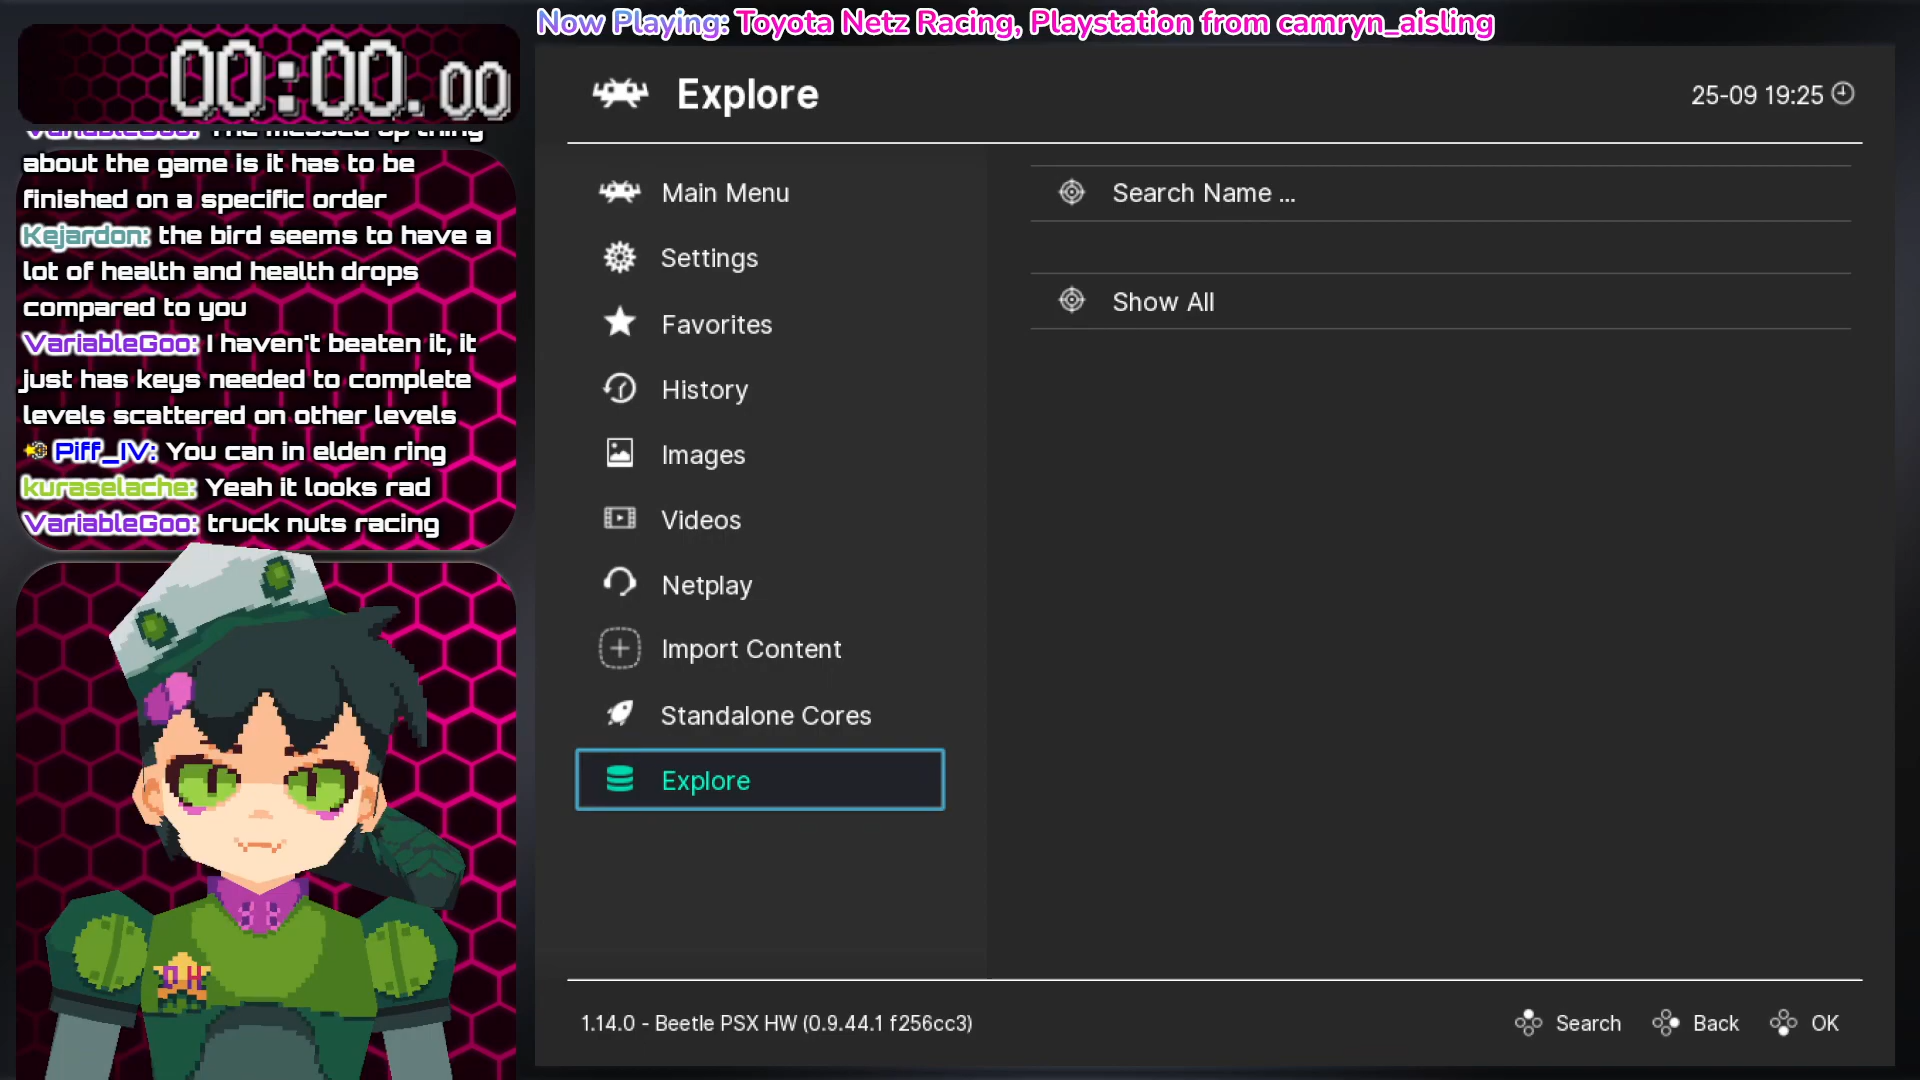 Now Playing: Toyota Netz Racing, Playstation from camryn_aisling
00:00.00
VariableGoo: The messed up thing
about the game is it has to be
finished on a specific order
Kejardon: the bird seems to have a
lot of health and health drops
compared to you
VariableGoo: I haven't beaten it, it
just has keys needed to complete
levels scattered on other levels
Piff_IV: You can in elden ring
kuraselache: Yeah it looks rad
VariableGoo: truck nuts racing
Explore
25-09 19:25
Main Menu
Settings
Favorites
History
Images
Videos
Netplay
Import Content
Standalone Cores
Explore
Search Name ...
Show All
1.14.0 - Beetle PSX HW (0.9.44.1 f256cc3)
Search
Back
OK